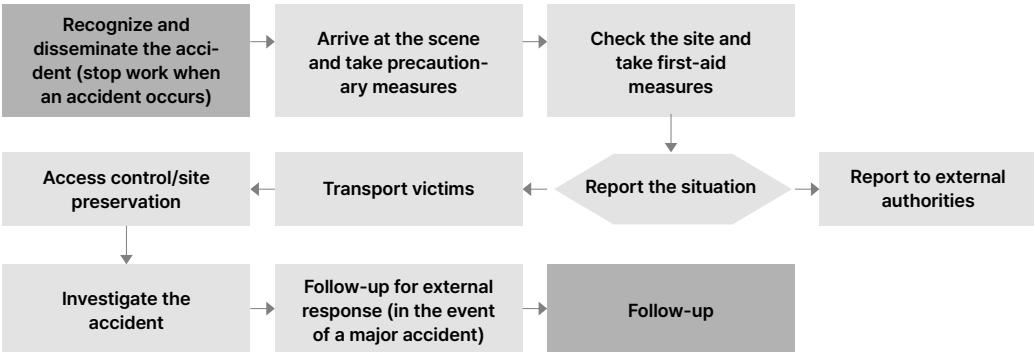 Recognize and
disseminate the acci-
dent (stop work when
an accident occurs)
Arrive at the scene
and take precaution-
ary measures
Check the site and
take first-aid
measures
Report the situation
Report to external
authorities
Transport victims
Access control/site
preservation
Investigate the
accident
Follow-up for external
response (in the event
of a major accident)
Follow-up